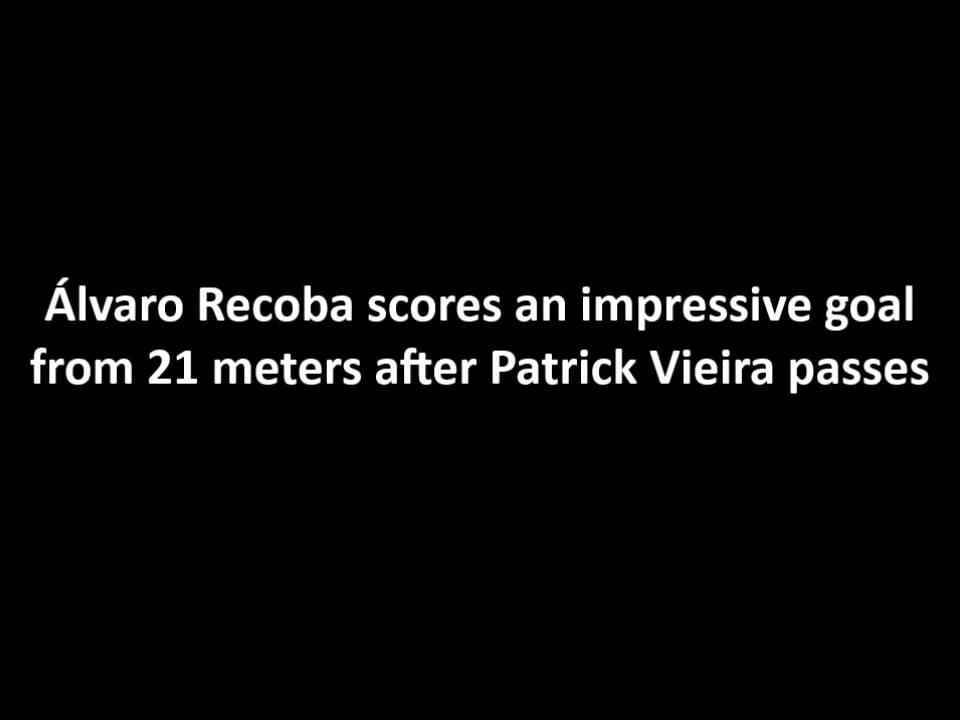 Álvaro Recoba scores an impressive goal
from 21 meters after Patrick Vieira passes